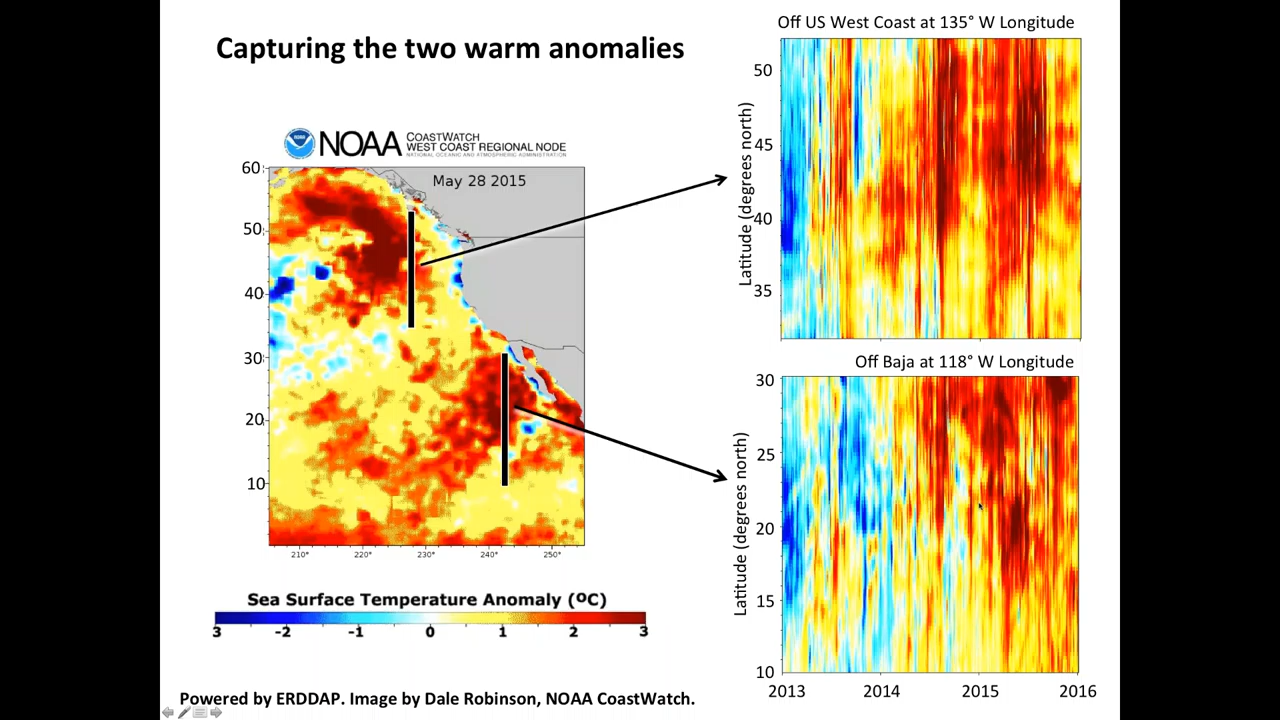 Capturing the two warm anomalies
NOAA
COASTWATCH
WEST COAST REGIONAL NODE
NATIONAL OCEANIC AND ATMOSPHERIC ADMINISTRATION
May 28 2015
60
50
40
30
20
10
210°
220°
230°
240°
250°
Sea Surface Temperature Anomaly (ºC)
3
-2
-1
0
1
2
3
Powered by ERDDAP. Image by Dale Robinson, NOAA CoastWatch.
Off US West Coast at 135° W Longitude
Latitude (degrees north)
50
45
40
35
Off Baja at 118° W Longitude
Latitude (degrees north)
30
25
20
15
10
2013
2014
2015
2016